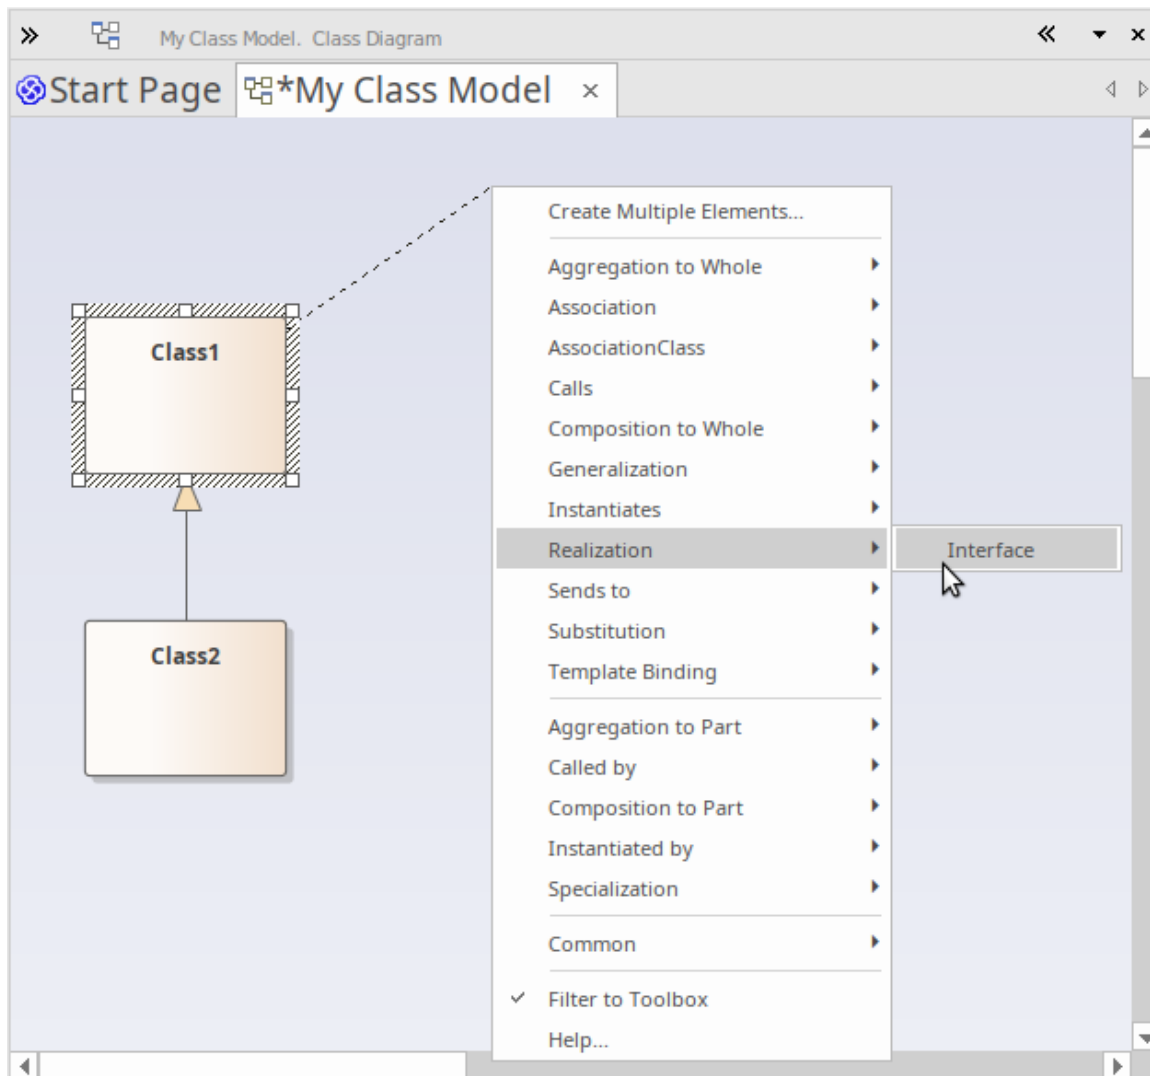 My Class Model.  Class Diagram
Start Page
*My Class Model
Create Multiple Elements...
Aggregation to Whole
Association
Class1
AssociationClass
Calls
Composition to Whole
Generalization
Instantiates
Realization
Interface
Sends to
Substitution
Class2
Template Binding
Aggregation to Part
Called by
Composition to Part
Instantiated by
Specialization
Common
Filter to Toolbox
Help...